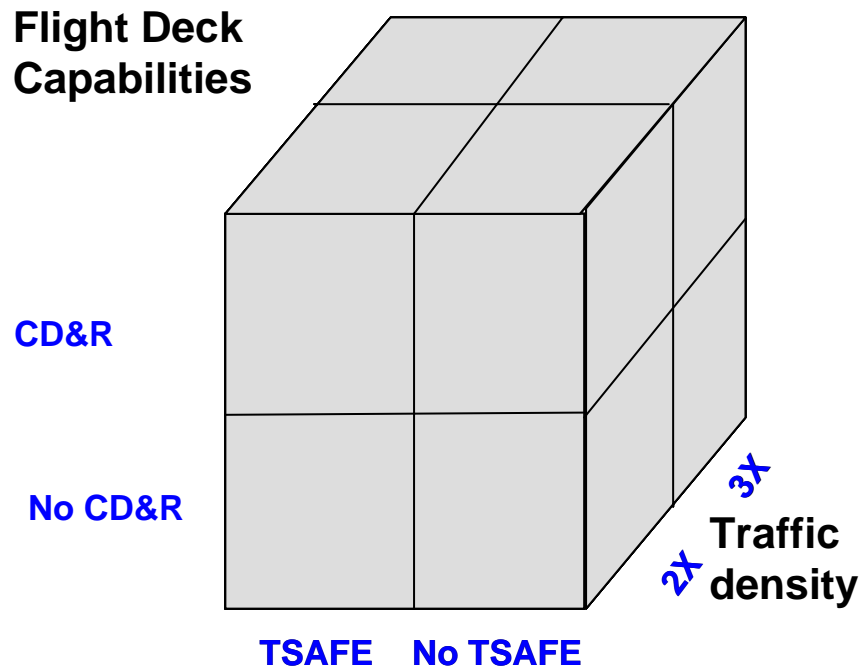 Flight Deck
Capabilities
CD&R
No CD&R
3X
Traffic
2X
density
TSAFE No TSAFE